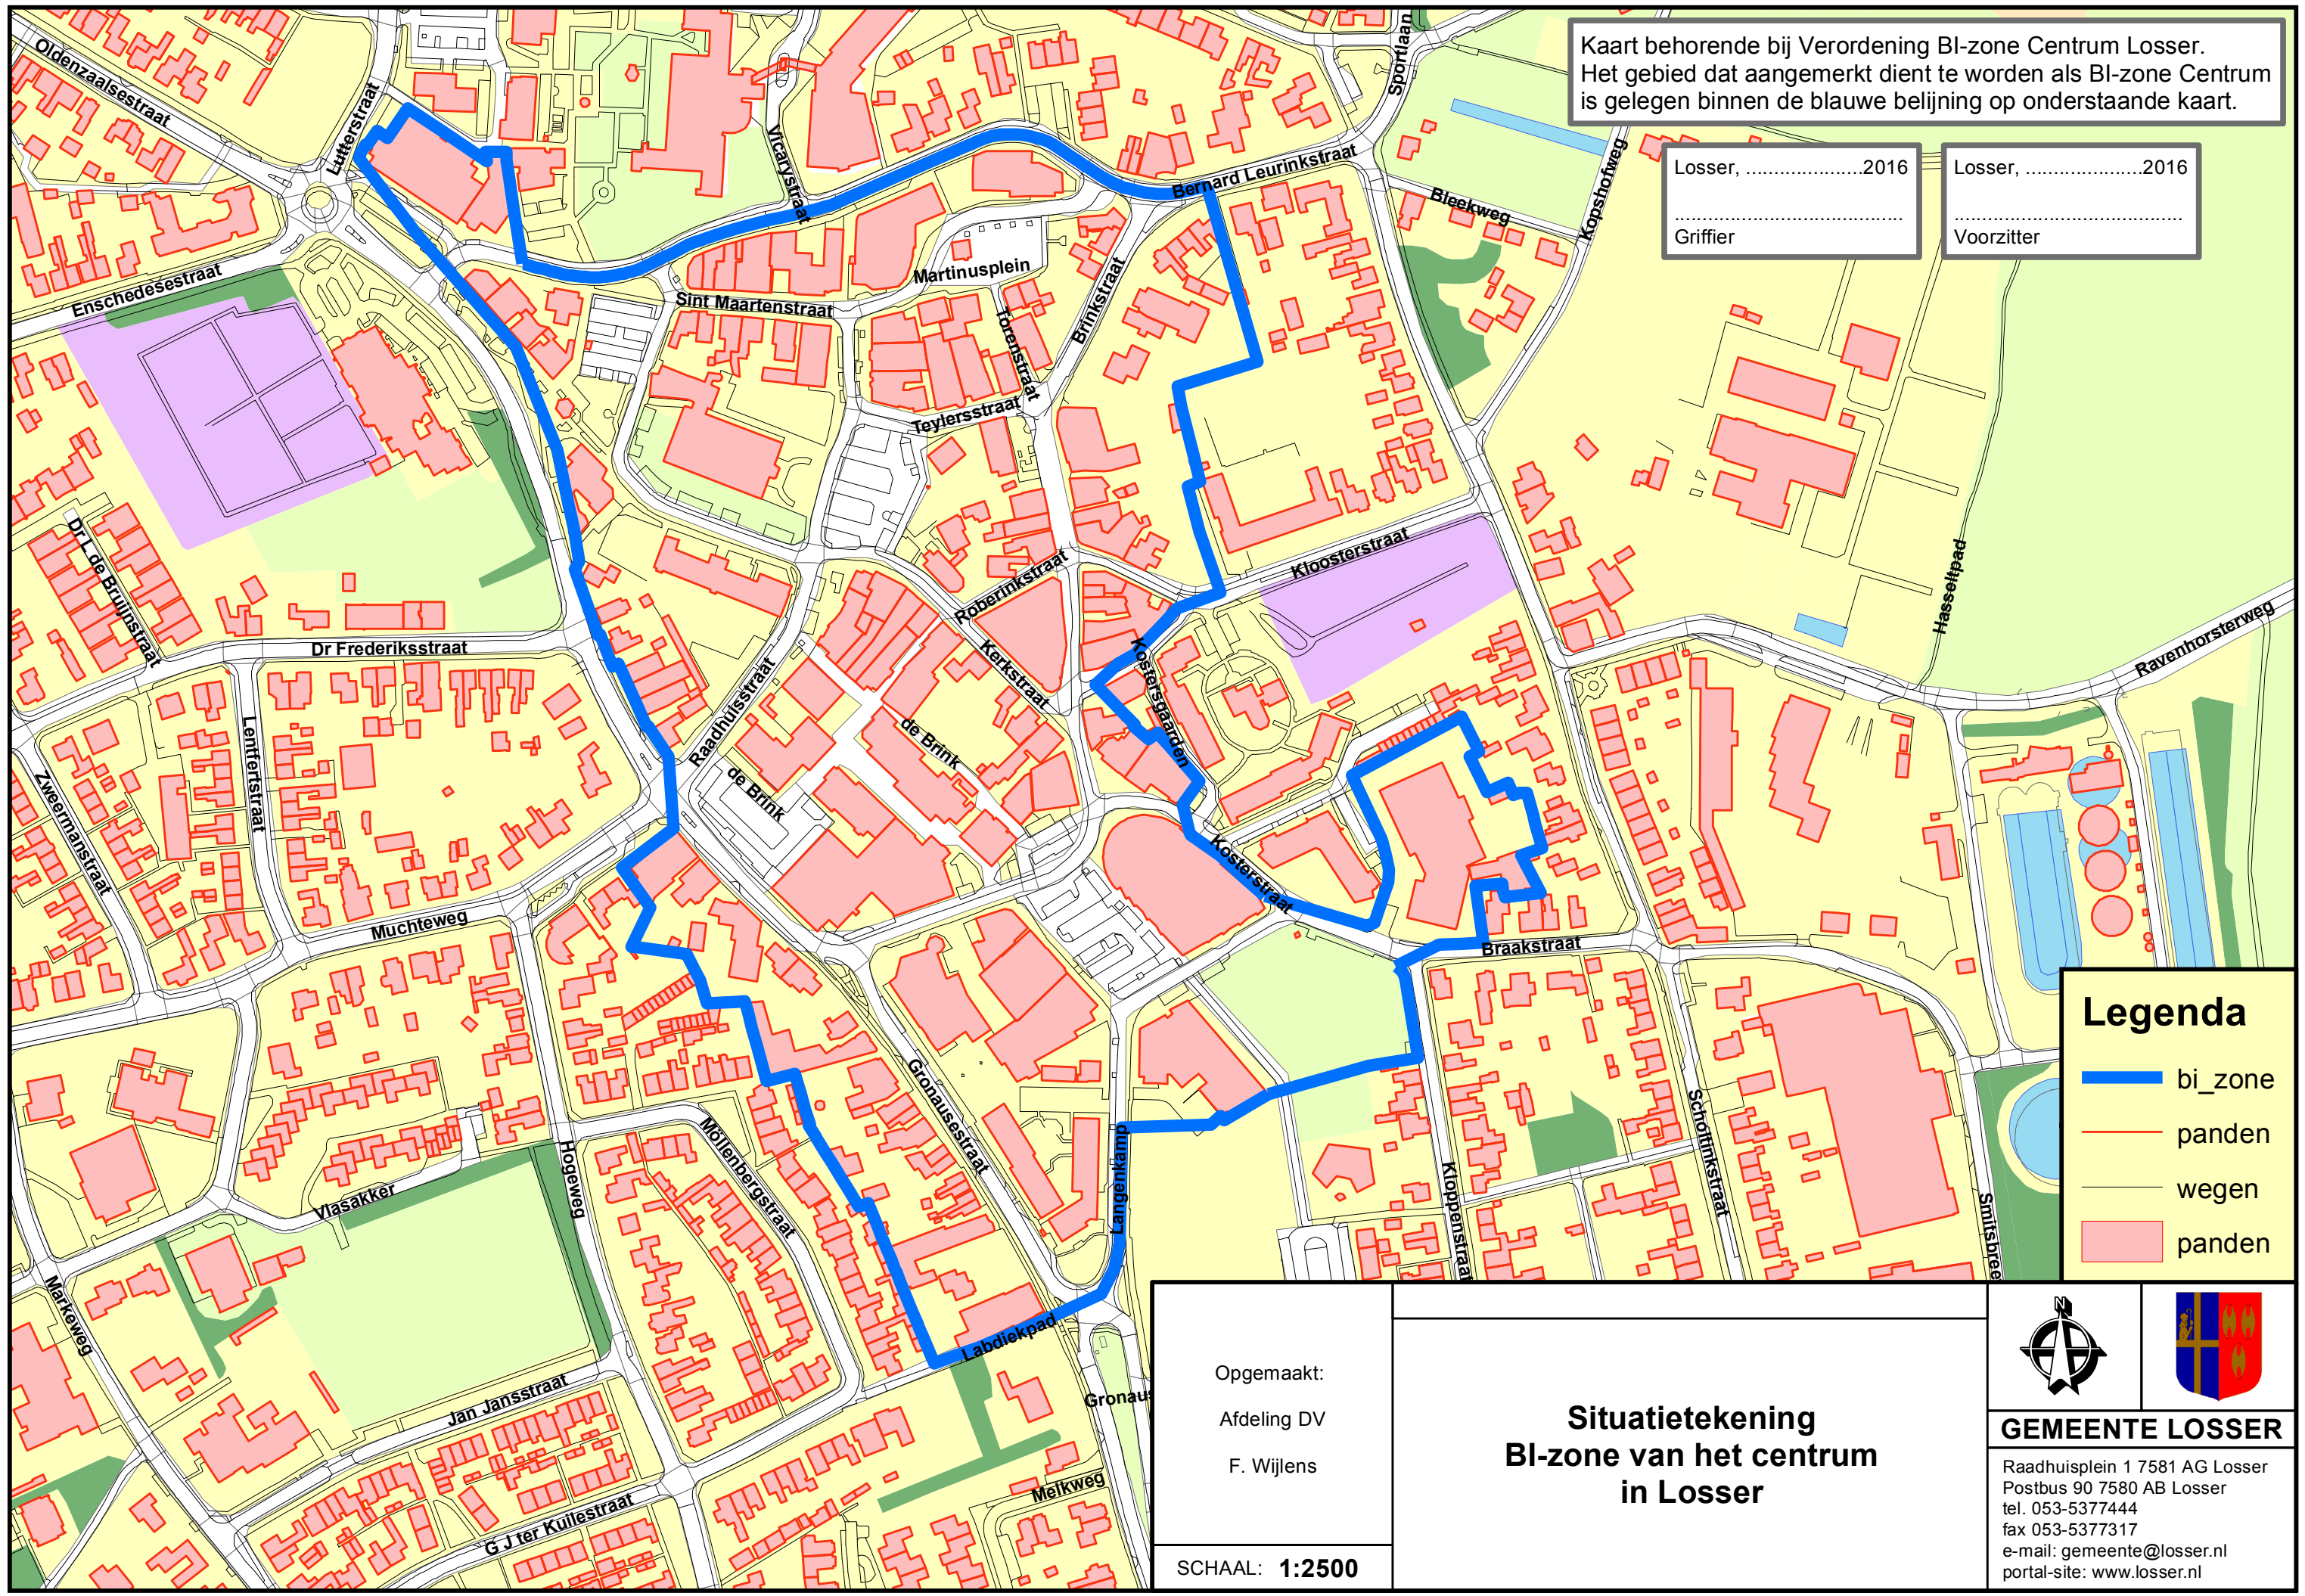 Kaart behorende bij Verordening BI-zone Centrum Losser.
Het gebied dat aangemerkt dient te worden als BI-zone Centrum
is gelegen binnen de blauwe belijning op onderstaande kaart.
Losser, .....................2016
.........................................
Griffier
Losser, .....................2016
.........................................
Voorzitter
Oldenzaalsestraat
Lutterstraat
Vicarystraat
Sportlaan
Bernard Leurinkstraat
Bleekweg
Kopshofweg
Enschedesestraat
Martinusplein
Sint Maartenstraat
Torenstraat
Brinkstraat
Teylersstraat
Dr L de Bruijnstraat
Kloosterstraat
Hasseltpad
Roberinkstraat
Ravenhorsterweg
Dr Frederiksstraat
Kerkstraat
Kostersgaarden
Raadhuisstraat
de Brink
de Brink
Lentfertstraat
Zweermanstraat
Kosterstraat
Muchteweg
Braakstraat
Gronausestraat
Scholtinkstraat
Möllenbergstraat
Hogeweg
Vlasakker
Langenkamp
Kloppenstraat
Smitsbree
Markeweg
Labdiekpad
Jan Jansstraat
Gronaus
Melkweg
G J ter Kuilestraat
Legenda
bi_zone
panden
wegen
panden
Opgemaakt:
Afdeling DV
F. Wijlens
SCHAAL: 1:2500
Situatietekening
BI-zone van het centrum
in Losser
N
GEMEENTE LOSSER
Raadhuisplein 1 7581 AG Losser
Postbus 90 7580 AB Losser
tel. 053-5377444
fax 053-5377317
e-mail: gemeente@losser.nl
portal-site: www.losser.nl